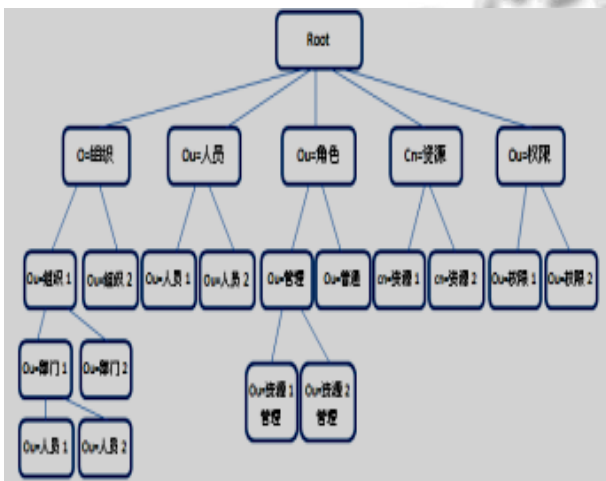 Root
O=组织
Ou=人员
Ou=角色
Cn=资源
Ou=权限
Ou=组织 1
Ou=组织 2
Ou=人员 1
Ou=人员 2
Ou=管理
Ou=普通
cn=资源 1
cn=资源 2
Ou=权限 1
Ou=权限 2
Ou=部门 1
Ou=部门 2
Ou=资源 1
管理
Ou=资源 2
管理
Ou=人员 1
Ou=人员 2